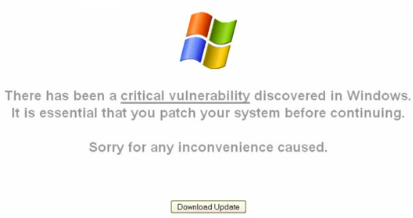 There has been a critical vulnerability discovered in Windows.
It is essential that you patch your system before continuing.
Sorry for any inconvenience caused.
Download Update